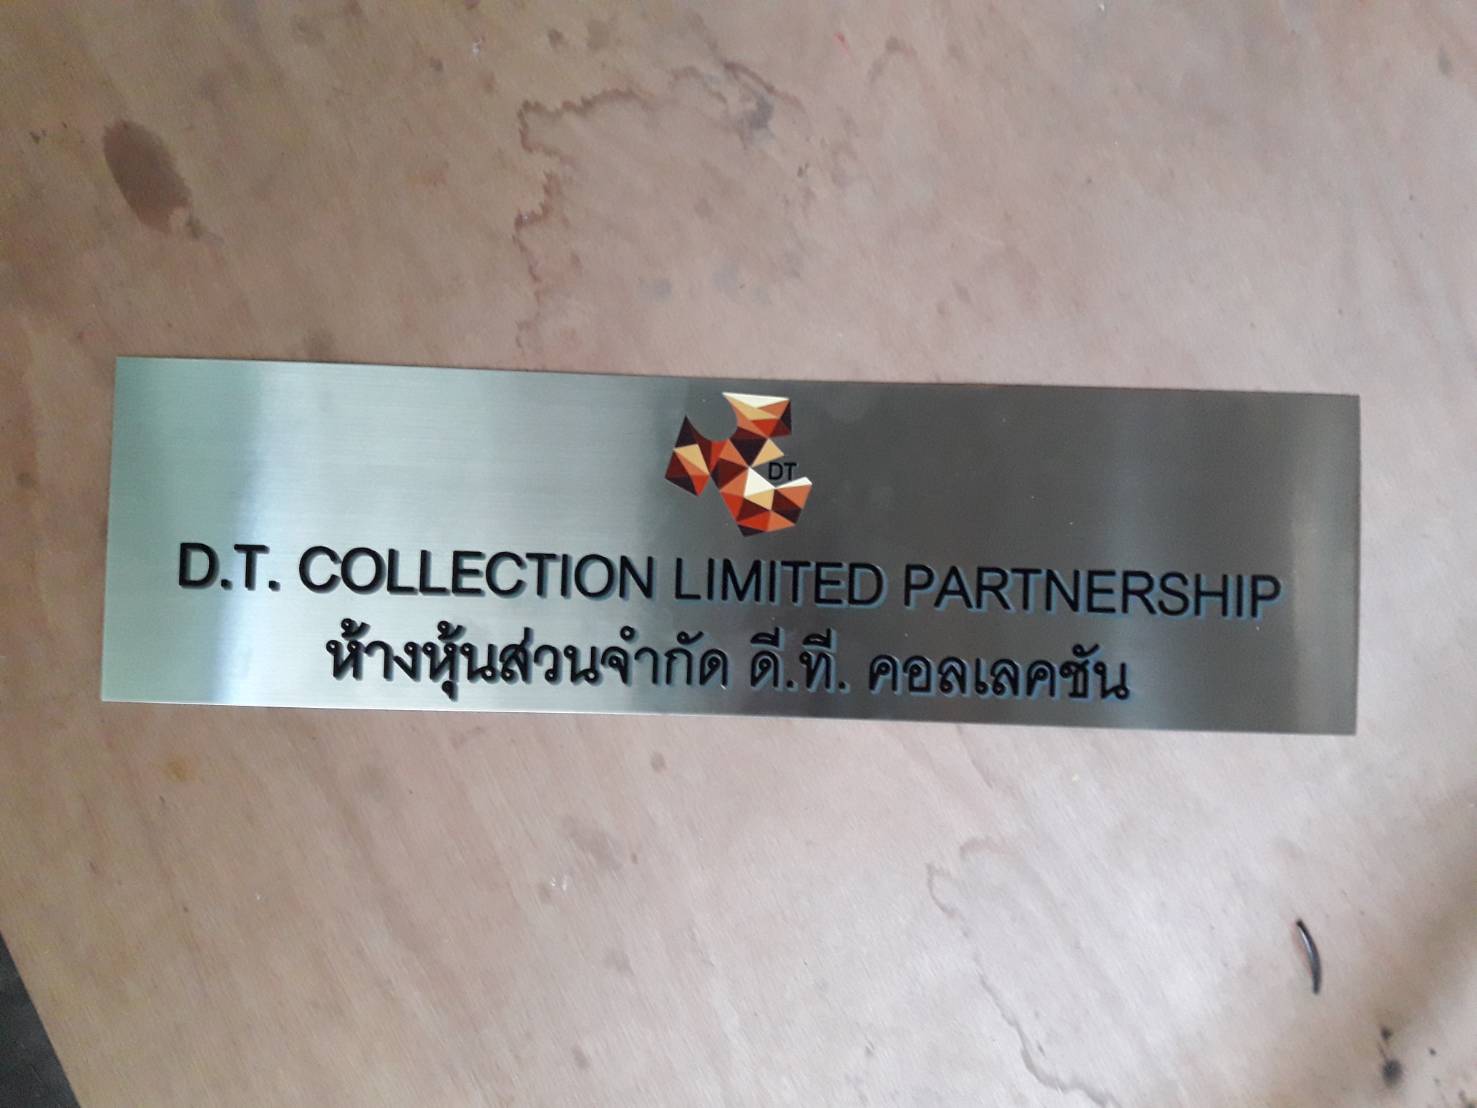 DT
D.T. COLLECTION LIMITED PARTNERSHIP
ห้างหุ้นส่วนจำกัด ดี.ที. คอลเลคชัน